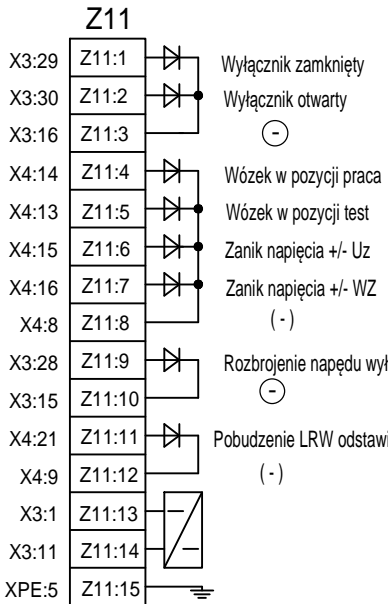 Z11
X3:29 Z11:1 Wyłącznik zamknięty
X3:30 Z11:2 Wyłącznik otwarty
X3:16 Z11:3 -
X4:14 Z11:4 Wózek w pozycji praca
X4:13 Z11:5 Wózek w pozycji test
X4:15 Z11:6 Zanik napięcia +/- Uz
X4:16 Z11:7 Zanik napięcia +/- WZ
X4:8 Z11:8 (-)
X3:28 Z11:9 Rozbrojenie napędu wył
X3:15 Z11:10 -
X4:21 Z11:11 Pobudzenie LRW odstawi
X4:9 Z11:12 (-)
X3:1 Z11:13
X3:11 Z11:14
XPE:5 Z11:15